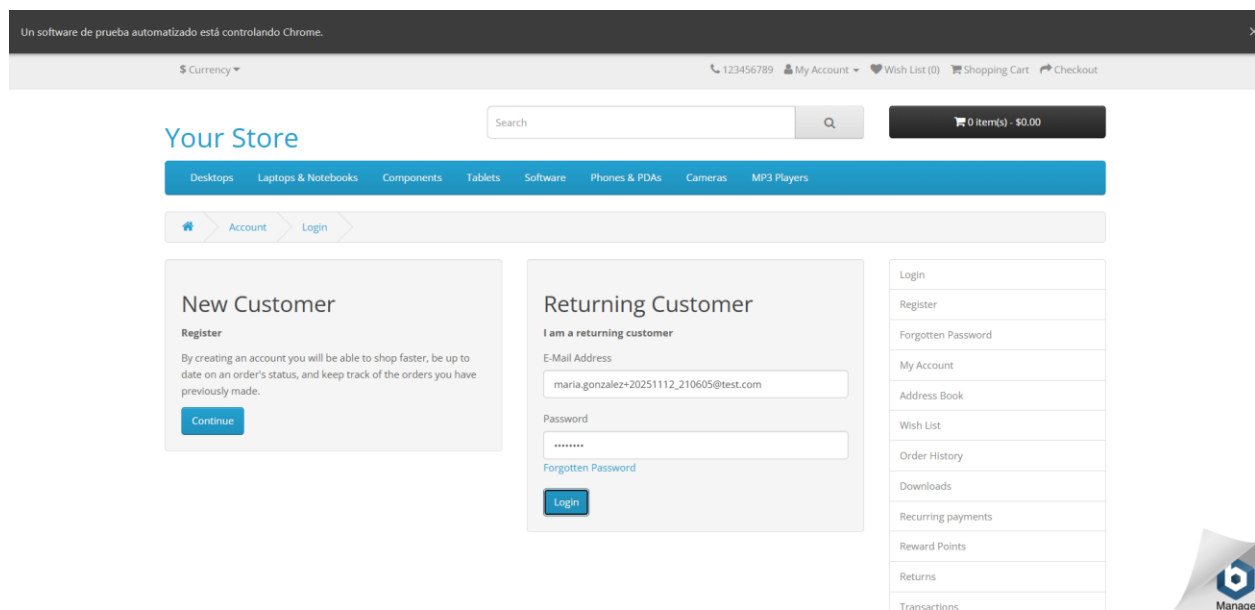 Un software de prueba automatizado está controlando Chrome.
$ Currency
123456789 My Account Wish List (0) Shopping Cart Checkout
Your Store
Search
0 item(s) - $0.00
Desktops Laptops & Notebooks Components Tablets Software Phones & PDAs Cameras MP3 Players
Account Login
New Customer
Register
By creating an account you will be able to shop faster, be up to
date on an order's status, and keep track of the orders you have
previously made.
Continue
Returning Customer
I am a returning customer
E-Mail Address
maria.gonzalez+20251112_210605@test.com
Password
••••••••
Forgotten Password
Login
Login
Register
Forgotten Password
My Account
Address Book
Wish List
Order History
Downloads
Recurring payments
Reward Points
Returns
Transactions
b
Manage